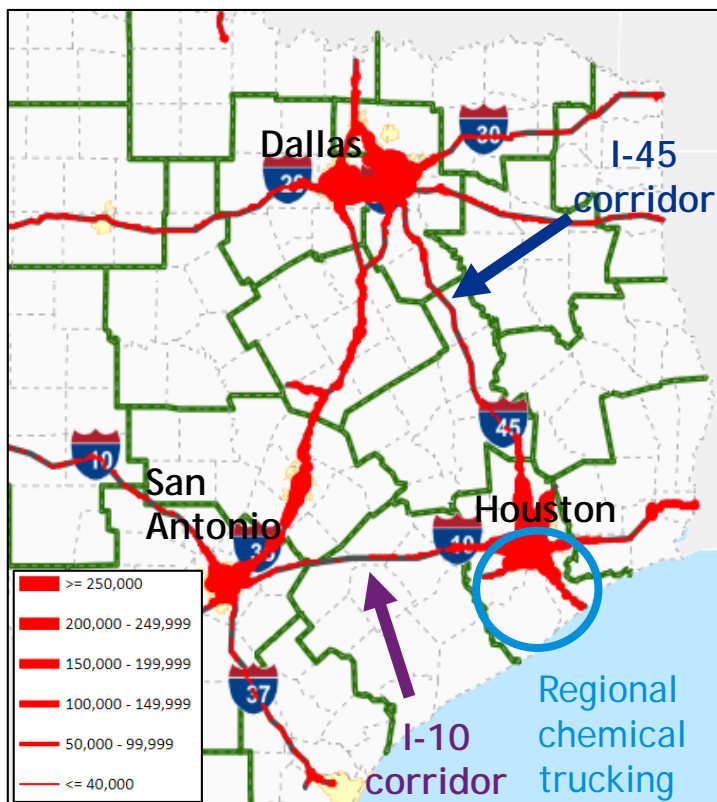 Dallas
30
20
I-45
corridor
10
San
Antonio
45
Houston
10
35
37
I-10
corridor
Regional
chemical
trucking
>= 250,000
200,000 - 249,999
150,000 - 199,999
100,000 - 149,999
50,000 - 99,999
<= 40,000